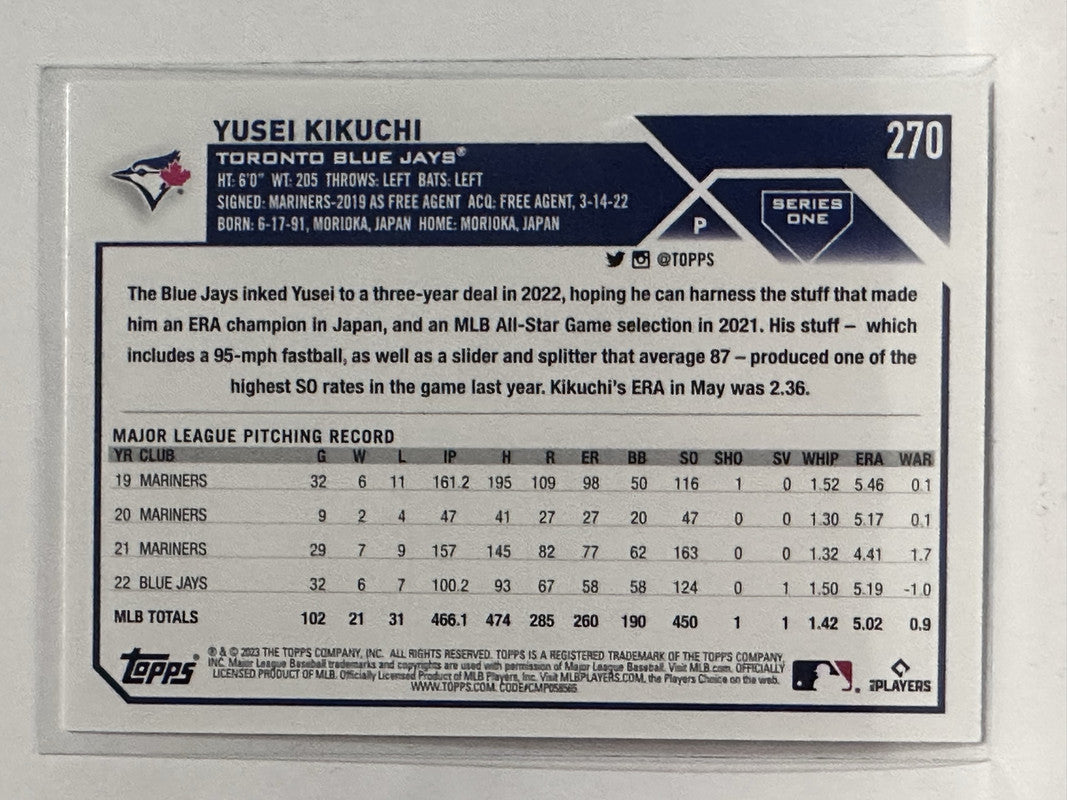 YUSEI KIKUCHI
270
TORONTO BLUE JAYS®
HT: 6'0" WT: 205 THROWS: LEFT BATS: LEFT
SIGNED: MARINERS-2019 AS FREE AGENT ACQ: FREE AGENT, 3-14-22
BORN: 6-17-91, MORIOKA, JAPAN HOME: MORIOKA, JAPAN
P
SERIES
ONE
@TOPPS
The Blue Jays inked Yusei to a three-year deal in 2022, hoping he can harness the stuff that made
him an ERA champion in Japan, and an MLB All-Star Game selection in 2021. His stuff – which
includes a 95-mph fastball, as well as a slider and splitter that average 87 – produced one of the
highest SO rates in the game last year. Kikuchi's ERA in May was 2.36.
MAJOR LEAGUE PITCHING RECORD
YR CLUB G W L IP H R ER BB SO SHO SV WHIP ERA WAR
19 MARINERS 32 6 11 161.2 195 109 98 50 116 1 0 1.52 5.46 0.1
20 MARINERS 9 2 4 47 41 27 27 20 47 0 0 1.30 5.17 0.1
21 MARINERS 29 7 9 157 145 82 77 62 163 0 0 1.32 4.41 1.7
22 BLUE JAYS 32 6 7 100.2 93 67 58 58 124 0 1 1.50 5.19 -1.0
MLB TOTALS 102 21 31 466.1 474 285 260 190 450 1 1 1.42 5.02 0.9
Topps®
® & © 2023 THE TOPPS COMPANY, INC. ALL RIGHTS RESERVED. TOPPS IS A REGISTERED TRADEMARK OF THE TOPPS COMPANY,
INC. Major League Baseball trademarks and copyrights are used with permission of Major League Baseball. Visit MLB.com. OFFICIALLY
LICENSED PRODUCT OF MLB. Officially Licensed Product of MLB Players, Inc. Visit MLBPLAYERS.COM, the Players Choice on the web.
WWW.TOPPS.COM. CODE#CMP058565
PLAYERS